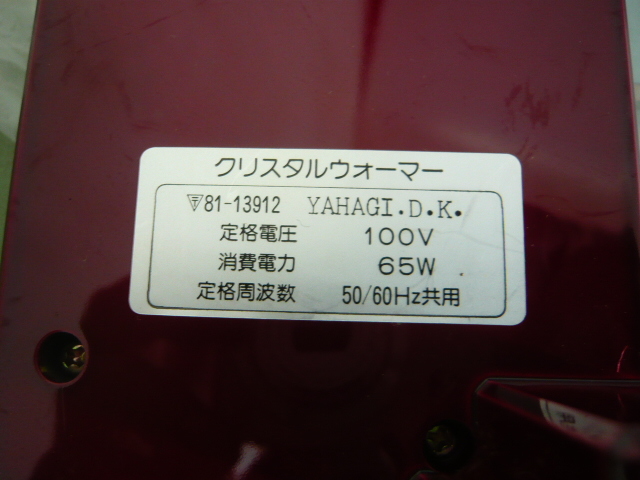 クリスタルウォーマー
81-13912 YAHAGI.D.K.
定格電圧 100V
消費電力 65W
定格周波数 50/60Hz共用